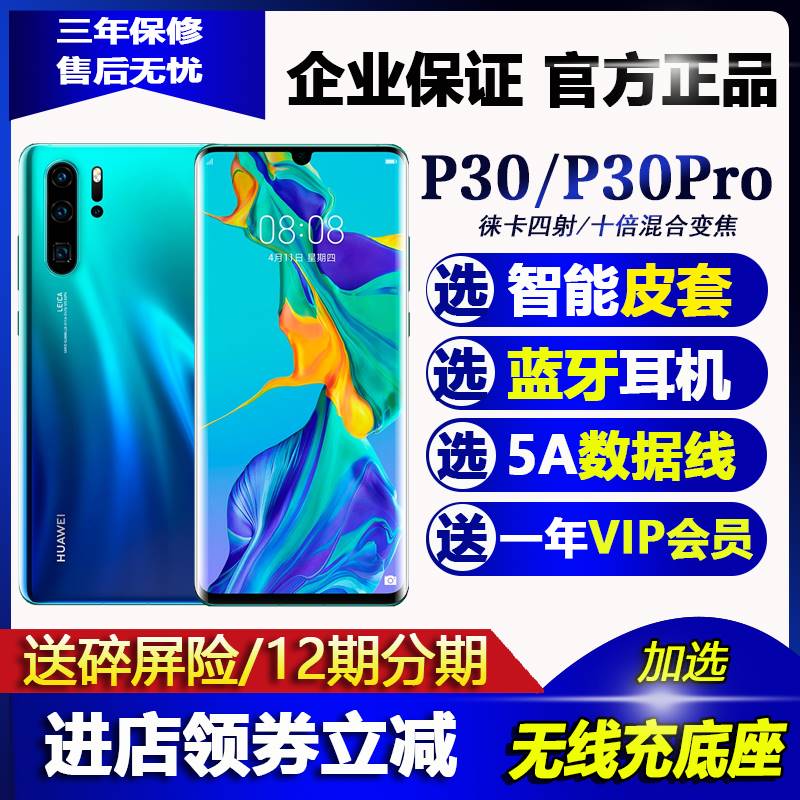 三年保修
售后无忧
企业保证 官方正品
P30/P30Pro
徕卡四射/十倍混合变焦
08:08
4月11日 星期四
LEICA
HUAWEI
选 智能皮套
选 蓝牙耳机
选 5A数据线
送 一年VIP会员
送碎屏险/12期分期
加选
进店领券立减
无线充底座